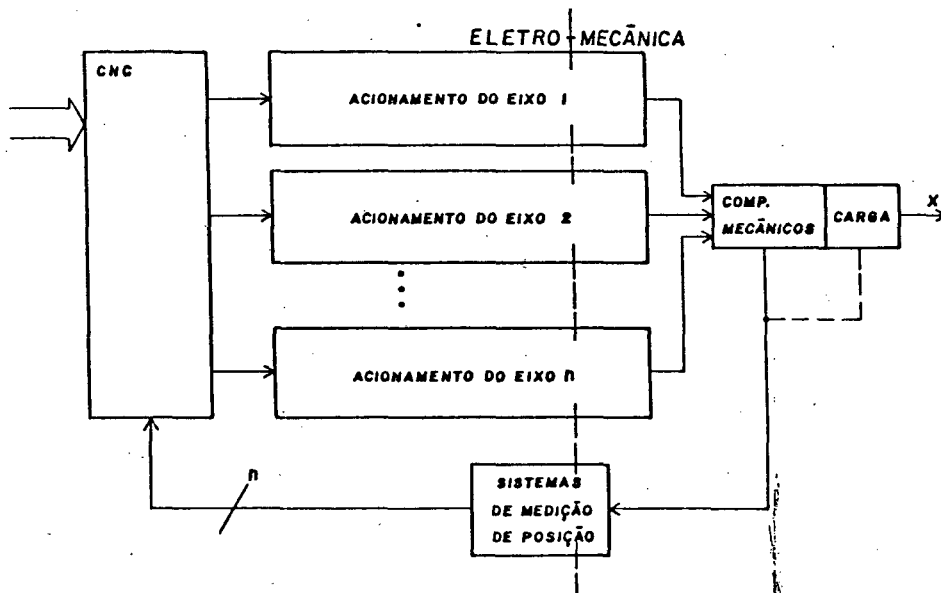 ELETRO-MECÂNICA
CNC
ACIONAMENTO DO EIXO 1
ACIONAMENTO DO EIXO 2
COMP.
MECÂNICOS
CARGA
X
ACIONAMENTO DO EIXO n
n
SISTEMAS
DE MEDIÇÃO
DE POSIÇÃO